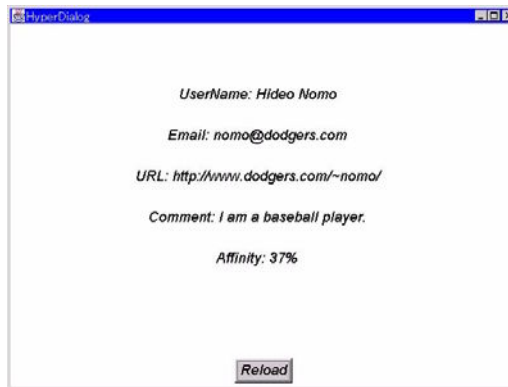 HyperDialog
UserName: Hideo Nomo
Email: nomo@dodgers.com
URL: http://www.dodgers.com/~nomo/
Comment: I am a baseball player.
Affinity: 37%
Reload